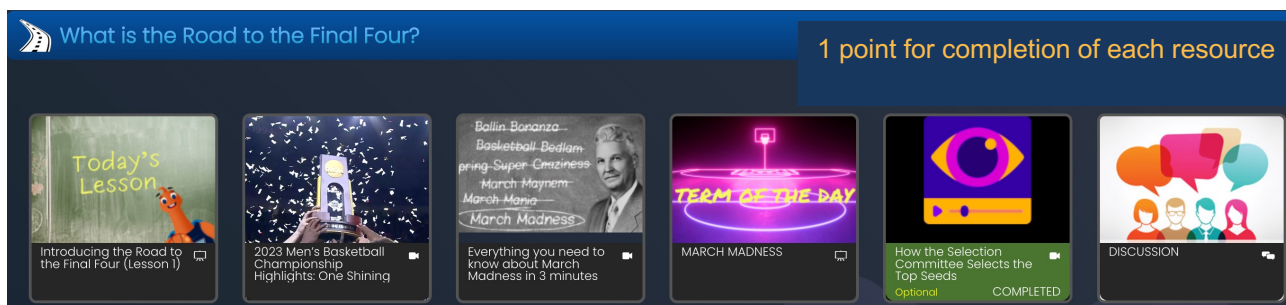 What is the Road to the Final Four?
1 point for completion of each resource
Today's
Lesson
Introducing the Road to
the Final Four (Lesson 1)
2023 Men's Basketball
Championship
Highlights: One Shining
Ballin Bonanza
Basketball Bedlam
pring Super Craziness
March Mayhem
March Mania
March Madness
Everything you need to
know about March
Madness in 3 minutes
TERM OF THE DAY
MARCH MADNESS
How the Selection
Committee Selects the
Top Seeds
Optional COMPLETED
DISCUSSION